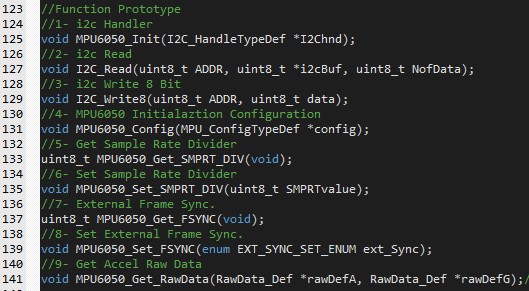 123 //Function Prototype
124 //1- i2c Handler
125 void MPU6050_Init(I2C_HandleTypeDef *I2Chnd);
126 //2- i2c Read
127 void I2C_Read(uint8_t ADDR, uint8_t *i2cBuf, uint8_t NofData);
128 //3- i2c Write 8 Bit
129 void I2C_Write8(uint8_t ADDR, uint8_t data);
130 //4- MPU6050 Initialaztion Configuration
131 void MPU6050_Config(MPU_ConfigTypeDef *config);
132 //5- Get Sample Rate Divider
133 uint8_t MPU6050_Get_SMPRT_DIV(void);
134 //6- Set Sample Rate Divider
135 void MPU6050_Set_SMPRT_DIV(uint8_t SMPRTvalue);
136 //7- External Frame Sync.
137 uint8_t MPU6050_Get_FSYNC(void);
138 //8- Set External Frame Sync.
139 void MPU6050_Set_FSYNC(enum EXT_SYNC_SET_ENUM ext_Sync);
140 //9- Get Accel Raw Data
141 void MPU6050_Get_RawData(RawData_Def *rawDefA, RawData_Def *rawDefG);/